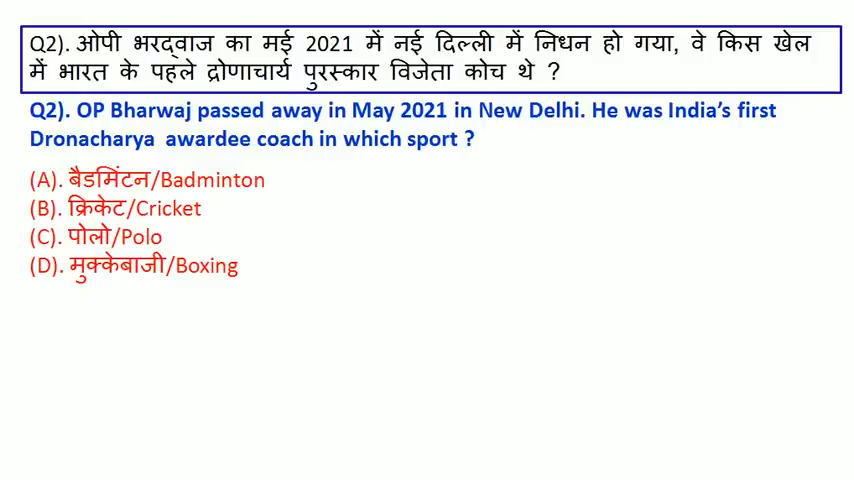 Q2). ओपी भरद्वाज का मई 2021 में नई दिल्ली में निधन हो गया, वे किस खेल
में भारत के पहले द्रोणाचार्य पुरस्कार विजेता कोच थे ?
Q2). OP Bharwaj passed away in May 2021 in New Delhi. He was India’s first
Dronacharya awardee coach in which sport ?
(A). बैडमिंटन/Badminton
(B). क्रिकेट/Cricket
(C). पोलो/Polo
(D). मुक्केबाजी/Boxing